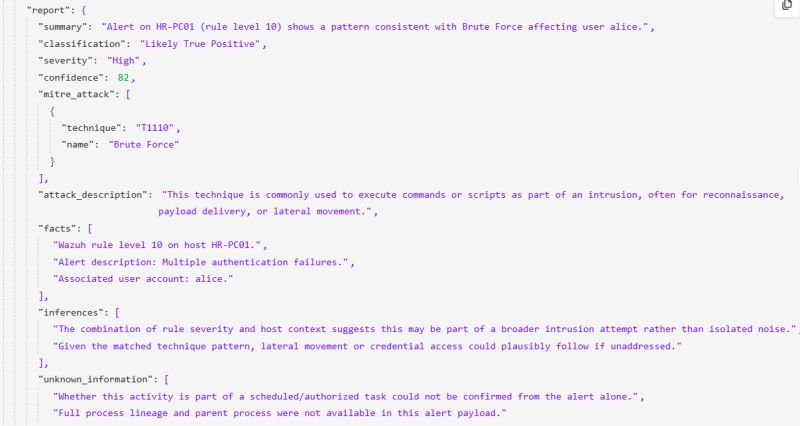 "report": {
"summary": "Alert on HR-PC01 (rule level 10) shows a pattern consistent with Brute Force affecting user alice.",
"classification": "Likely True Positive",
"severity": "High",
"confidence": 82,
"mitre_attack": [
{
"technique": "T1110",
"name": "Brute Force"
}
],
"attack_description": "This technique is commonly used to execute commands or scripts as part of an intrusion, often for reconnaissance,
payload delivery, or lateral movement.",
"facts": [
"Wazuh rule level 10 on host HR-PC01.",
"Alert description: Multiple authentication failures.",
"Associated user account: alice."
],
"inferences": [
"The combination of rule severity and host context suggests this may be part of a broader intrusion attempt rather than isolated noise.",
"Given the matched technique pattern, lateral movement or credential access could plausibly follow if unaddressed."
],
"unknown_information": [
"Whether this activity is part of a scheduled/authorized task could not be confirmed from the alert alone.",
"Full process lineage and parent process were not available in this alert payload."